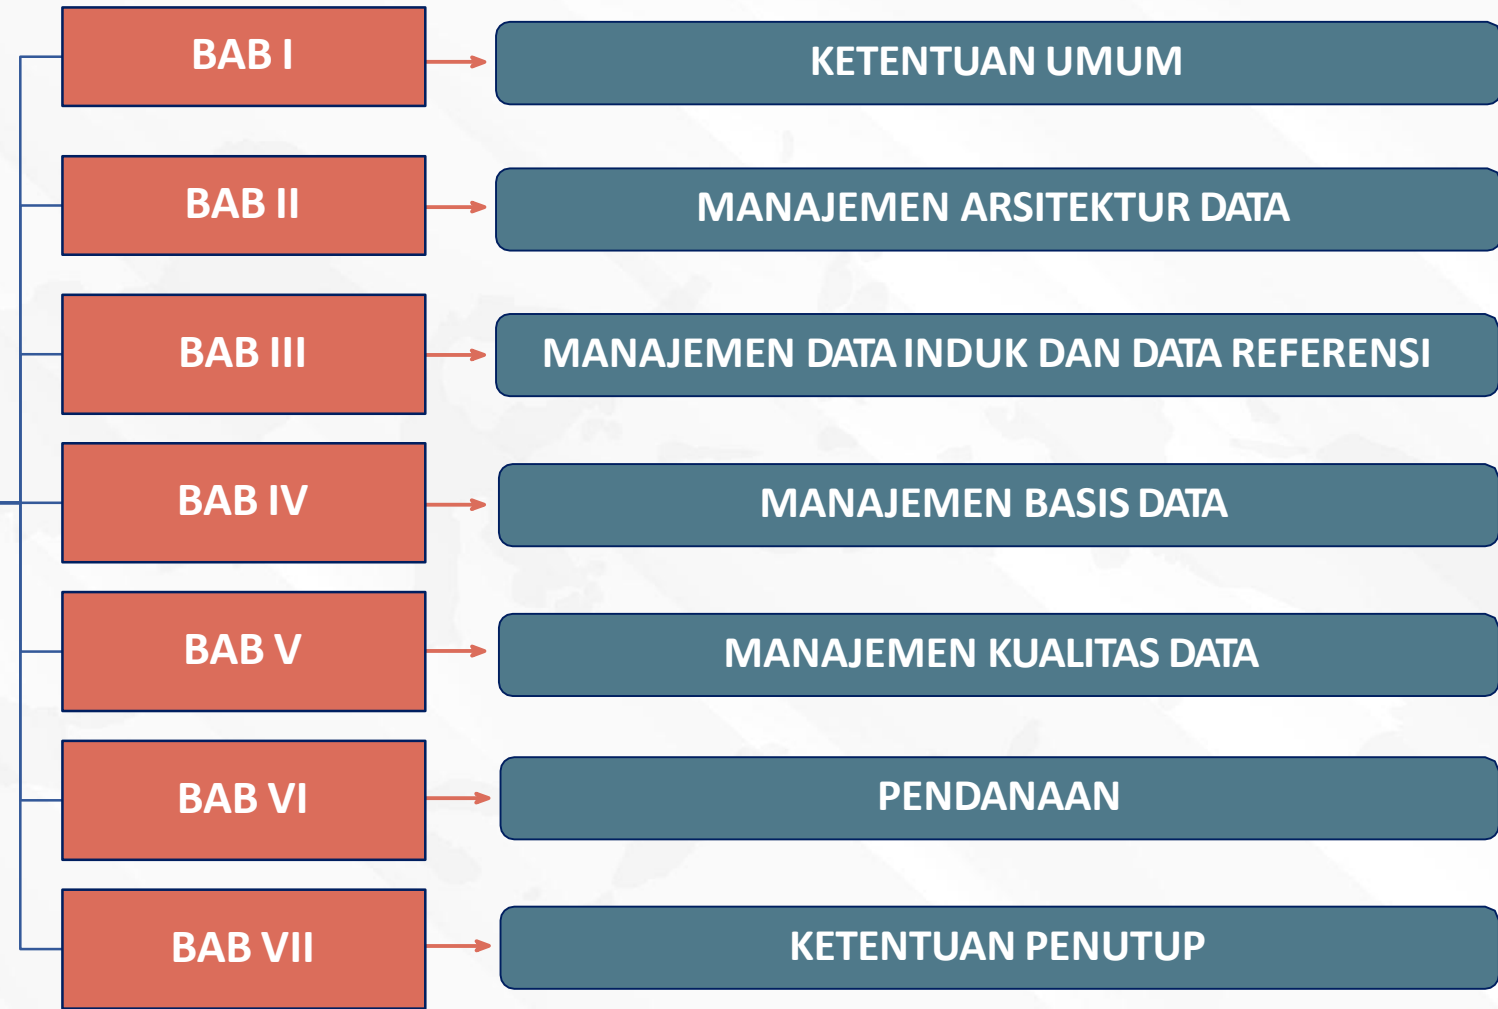 BAB I
KETENTUAN UMUM
BAB II
MANAJEMEN ARSITEKTUR DATA
BAB III
MANAJEMEN DATA INDUK DAN DATA REFERENSI
BAB IV
MANAJEMEN BASIS DATA
BAB V
MANAJEMEN KUALITAS DATA
BAB VI
PENDANAAN
BAB VII
KETENTUAN PENUTUP